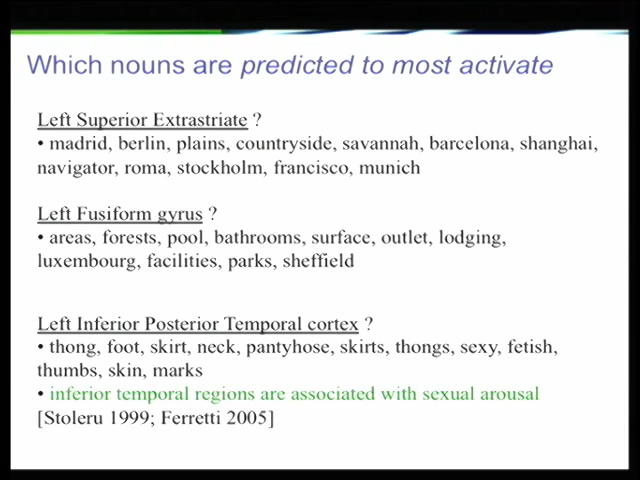 Which nouns are predicted to most activate
Left Superior Extrastriate ?
• madrid, berlin, plains, countryside, savannah, barcelona, shanghai,
navigator, roma, stockholm, francisco, munich
Left Fusiform gyrus ?
• areas, forests, pool, bathrooms, surface, outlet, lodging,
luxembourg, facilities, parks, sheffield
Left Inferior Posterior Temporal cortex ?
• thong, foot, skirt, neck, pantyhose, skirts, thongs, sexy, fetish,
thumbs, skin, marks
• inferior temporal regions are associated with sexual arousal
[Stoleru 1999; Ferretti 2005]